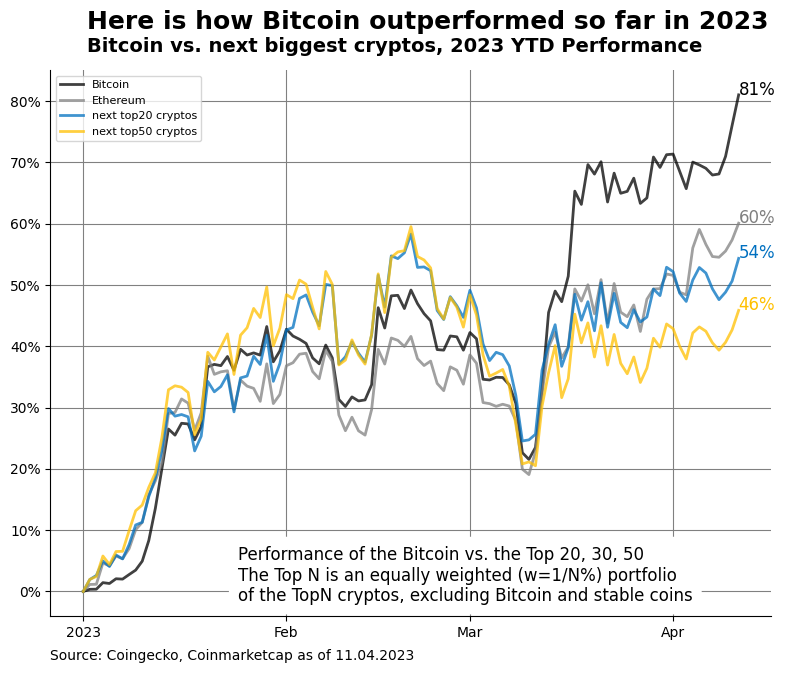 Here is how Bitcoin outperformed so far in 2023
Bitcoin vs. next biggest cryptos, 2023 YTD Performance
Bitcoin
Ethereum
next top20 cryptos
next top50 cryptos
80%
70%
60%
50%
40%
30%
20%
10%
0%
81%
60%
54%
46%
Performance of the Bitcoin vs. the Top 20, 30, 50
The Top N is an equally weighted (w=1/N%) portfolio
of the TopN cryptos, excluding Bitcoin and stable coins
2023 Feb Mar Apr
Source: Coingecko, Coinmarketcap as of 11.04.2023